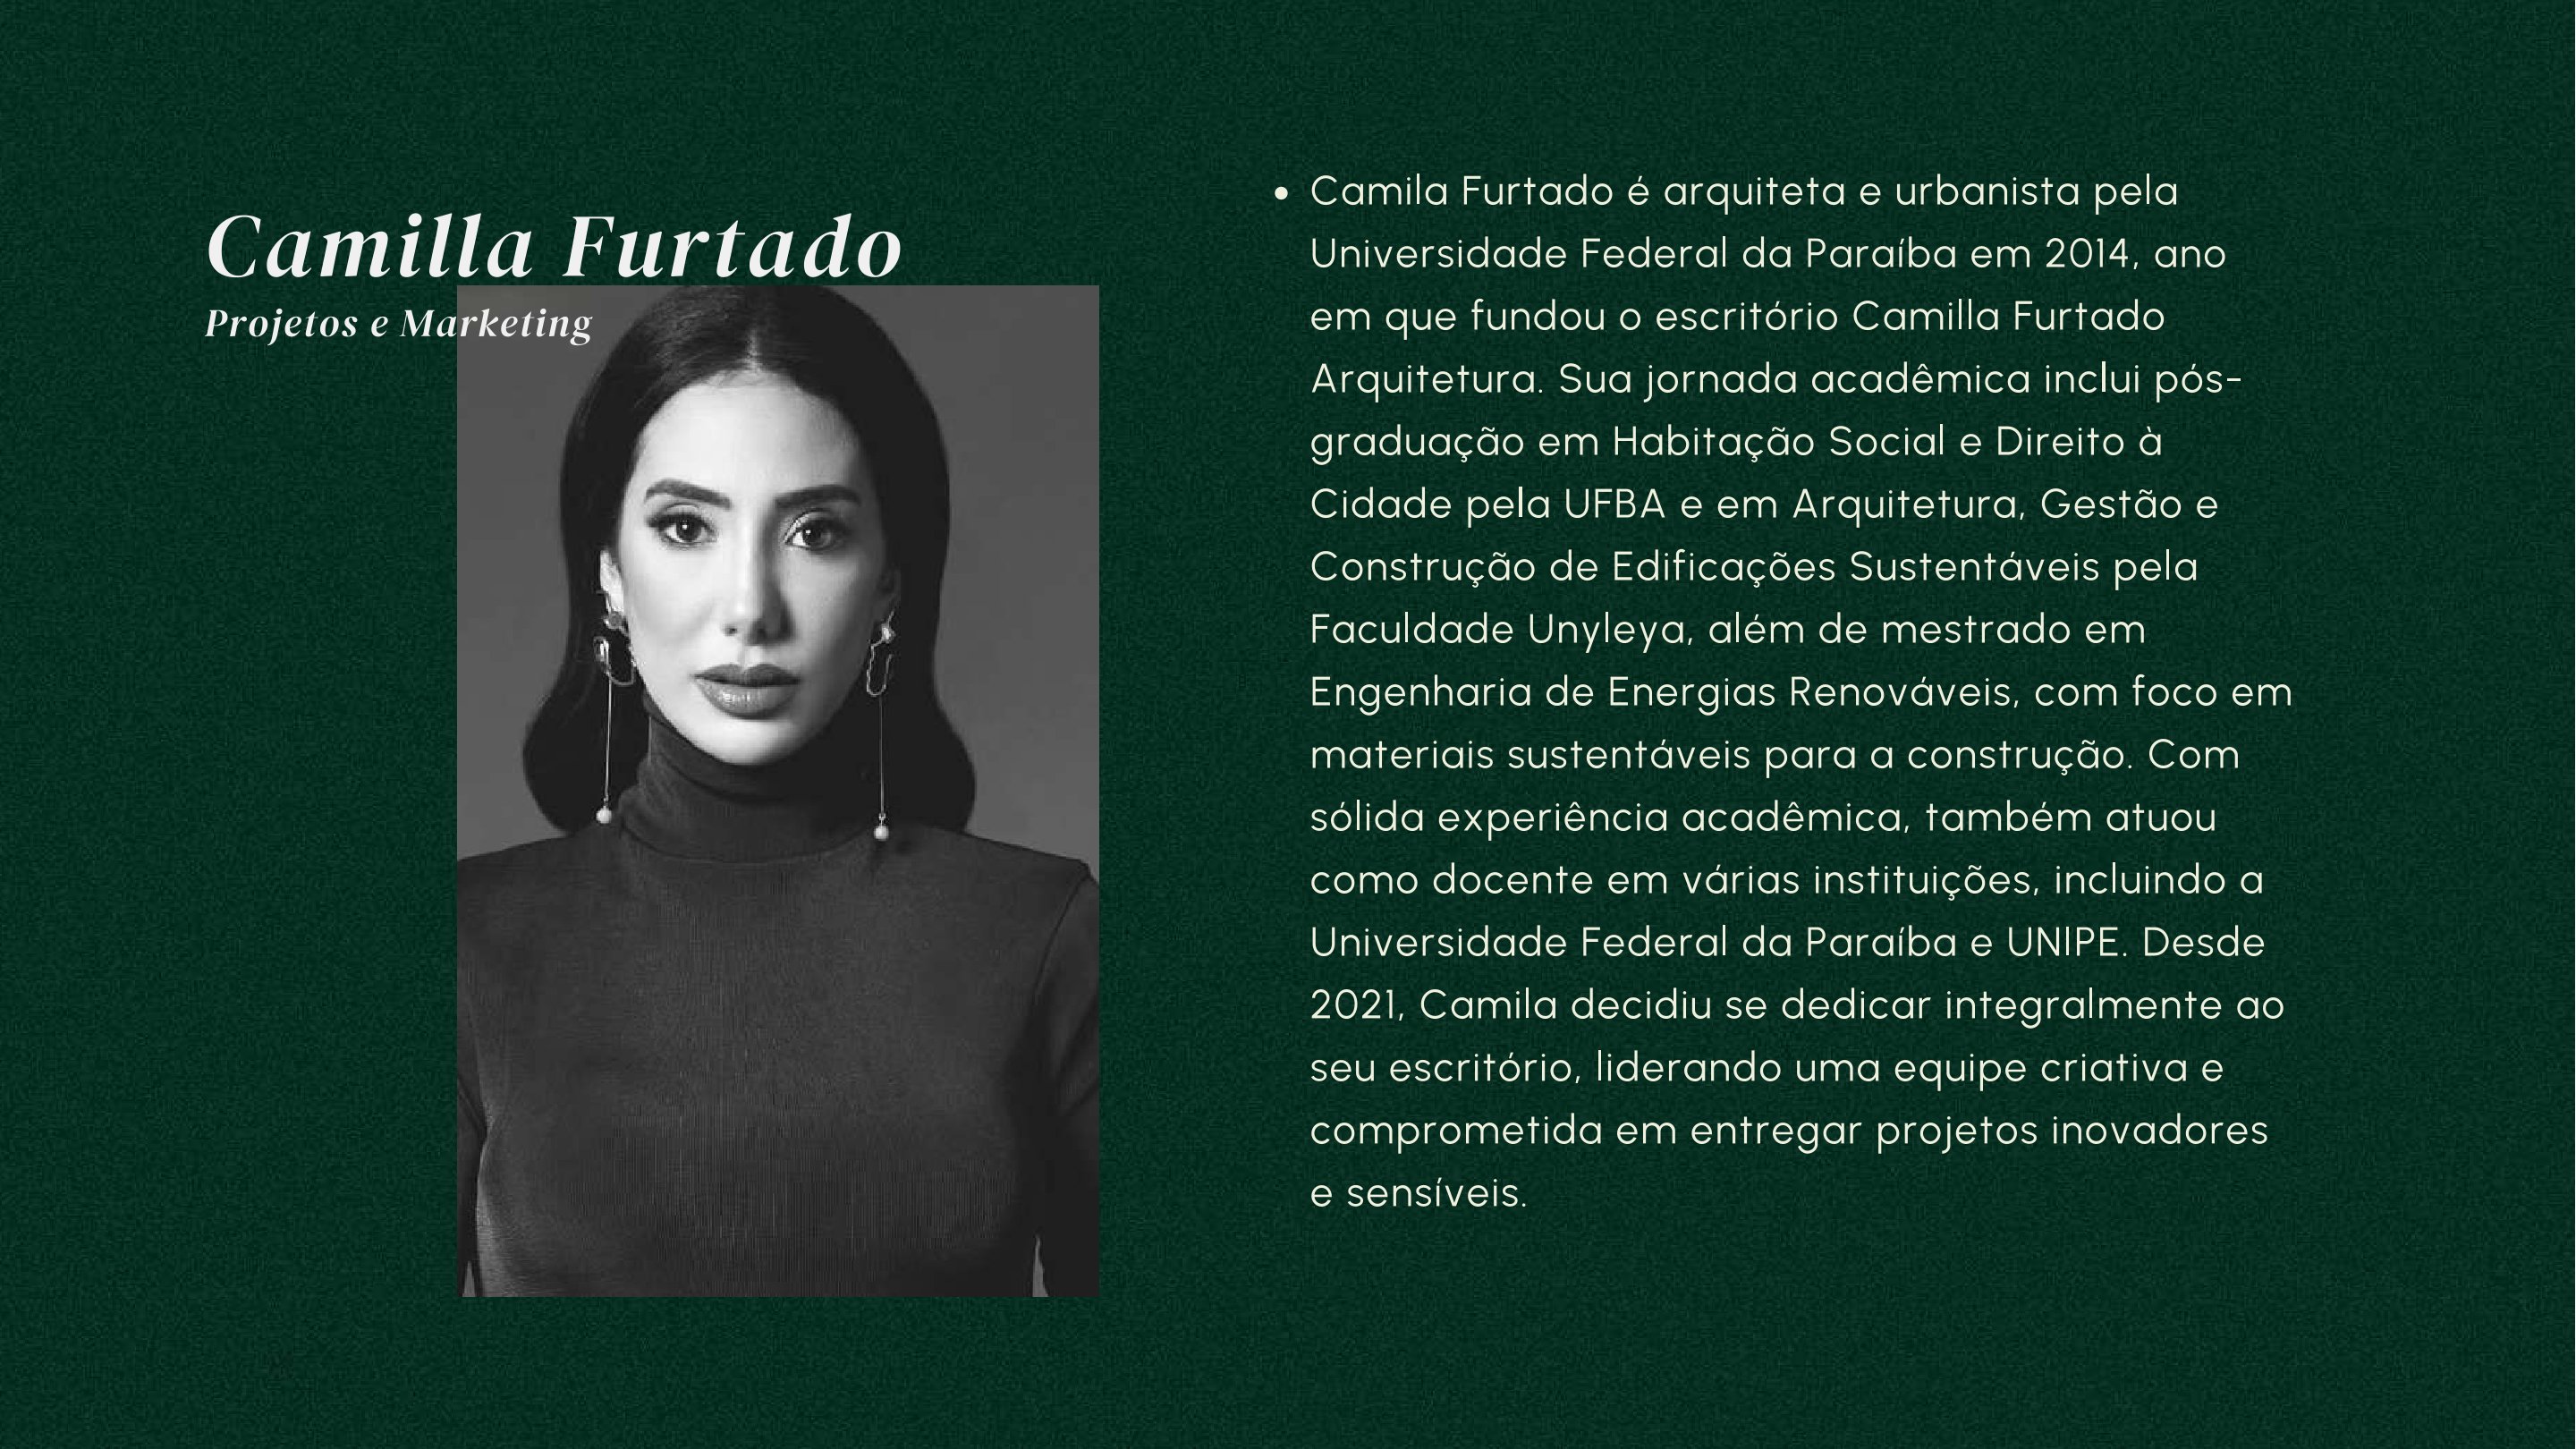 Camilla Furtado
Projetos e Marketing
• Camila Furtado é arquiteta e urbanista pela
Universidade Federal da Paraíba em 2014, ano
em que fundou o escritório Camilla Furtado
Arquitetura. Sua jornada acadêmica inclui pós-
graduação em Habitação Social e Direito à
Cidade pela UFBA e em Arquitetura, Gestão e
Construção de Edificações Sustentáveis pela
Faculdade Unyleya, além de mestrado em
Engenharia de Energias Renováveis, com foco em
materiais sustentáveis para a construção. Com
sólida experiência acadêmica, também atuou
como docente em várias instituições, incluindo a
Universidade Federal da Paraíba e UNIPE. Desde
2021, Camila decidiu se dedicar integralmente ao
seu escritório, liderando uma equipe criativa e
comprometida em entregar projetos inovadores
e sensíveis.